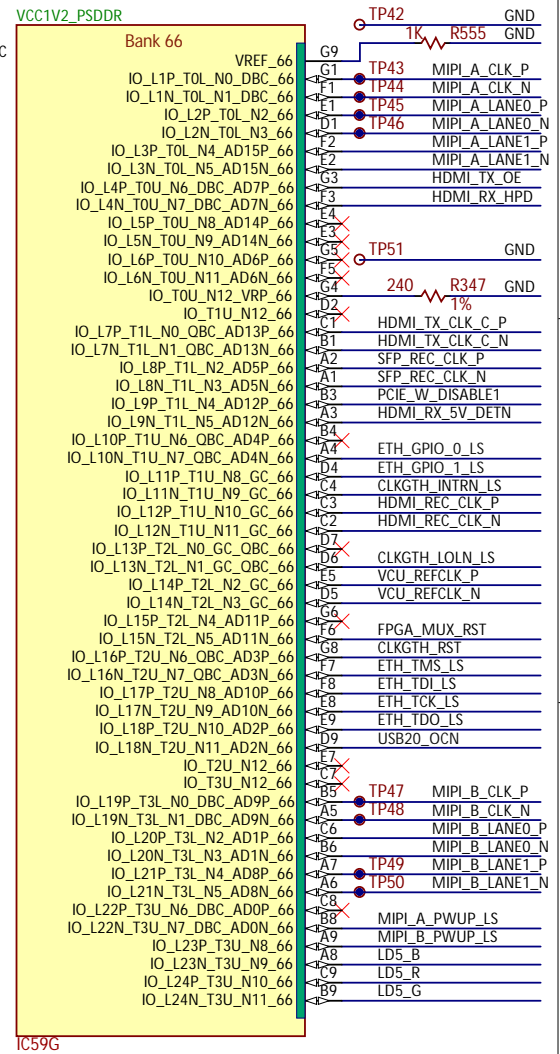 VCC1V2_PSDDR
TP42 GND
C
Bank 66
1K R555 GND
VREF_66 G9
IO_L1P_T0L_N0_DBC_66 G1 TP43 MIPI_A_CLK_P
IO_L1N_T0L_N1_DBC_66 F1 TP44 MIPI_A_CLK_N
IO_L2P_T0L_N2_66 E1 TP45 MIPI_A_LANE0_P
IO_L2N_T0L_N3_66 D1 TP46 MIPI_A_LANE0_N
IO_L3P_T0L_N4_AD15P_66 F2 MIPI_A_LANE1_P
IO_L3N_T0L_N5_AD15N_66 E2 MIPI_A_LANE1_N
IO_L4P_T0U_N6_DBC_AD7P_66 G3 HDMI_TX_OE
IO_L4N_T0U_N7_DBC_AD7N_66 F3 HDMI_RX_HPD
IO_L5P_T0U_N8_AD14P_66 E4
IO_L5N_T0U_N9_AD14N_66 E3
IO_L6P_T0U_N10_AD6P_66 G5 TP51 GND
IO_L6N_T0U_N11_AD6N_66 F5
IO_T0U_N12_VRP_66 G4 240 R347 GND
1%
IO_T1U_N12_66 D2
IO_L7P_T1L_N0_QBC_AD13P_66 C1 HDMI_TX_CLK_C_P
IO_L7N_T1L_N1_QBC_AD13N_66 B1 HDMI_TX_CLK_C_N
IO_L8P_T1L_N2_AD5P_66 A2 SFP_REC_CLK_P
IO_L8N_T1L_N3_AD5N_66 A1 SFP_REC_CLK_N
IO_L9P_T1L_N4_AD12P_66 B3 PCIE_W_DISABLE1
IO_L9N_T1L_N5_AD12N_66 A3 HDMI_RX_5V_DETN
IO_L10P_T1U_N6_QBC_AD4P_66 B4
IO_L10N_T1U_N7_QBC_AD4N_66 A4 ETH_GPIO_0_LS
IO_L11P_T1U_N8_GC_66 D4 ETH_GPIO_1_LS
IO_L11N_T1U_N9_GC_66 C4 CLKGTH_INTRN_LS
IO_L12P_T1U_N10_GC_66 C3 HDMI_REC_CLK_P
IO_L12N_T1U_N11_GC_66 C2 HDMI_REC_CLK_N
IO_L13P_T2L_N0_GC_QBC_66 D7
IO_L13N_T2L_N1_GC_QBC_66 D6 CLKGTH_LOLN_LS
IO_L14P_T2L_N2_GC_66 E5 VCU_REFCLK_P
IO_L14N_T2L_N3_GC_66 D5 VCU_REFCLK_N
IO_L15P_T2L_N4_AD11P_66 G6
IO_L15N_T2L_N5_AD11N_66 F6 FPGA_MUX_RST
IO_L16P_T2U_N6_QBC_AD3P_66 G8 CLKGTH_RST
IO_L16N_T2U_N7_QBC_AD3N_66 F7 ETH_TMS_LS
IO_L17P_T2U_N8_AD10P_66 F8 ETH_TDI_LS
IO_L17N_T2U_N9_AD10N_66 E8 ETH_TCK_LS
IO_L18P_T2U_N10_AD2P_66 E9 ETH_TDO_LS
IO_L18N_T2U_N11_AD2N_66 D9 USB20_OCN
IO_T2U_N12_66 E7
IO_T3U_N12_66 C7
IO_L19P_T3L_N0_DBC_AD9P_66 B5 TP47 MIPI_B_CLK_P
IO_L19N_T3L_N1_DBC_AD9N_66 A5 TP48 MIPI_B_CLK_N
IO_L20P_T3L_N2_AD1P_66 C6 MIPI_B_LANE0_P
IO_L20N_T3L_N3_AD1N_66 B6 MIPI_B_LANE0_N
IO_L21P_T3L_N4_AD8P_66 A7 TP49 MIPI_B_LANE1_P
IO_L21N_T3L_N5_AD8N_66 A6 TP50 MIPI_B_LANE1_N
IO_L22P_T3U_N6_DBC_AD0P_66 C8
IO_L22N_T3U_N7_DBC_AD0N_66 B8 MIPI_A_PWUP_LS
IO_L23P_T3U_N8_66 A9 MIPI_B_PWUP_LS
IO_L23N_T3U_N9_66 A8 LD5_B
IO_L24P_T3U_N10_66 C9 LD5_R
IO_L24N_T3U_N11_66 B9 LD5_G
IC59G